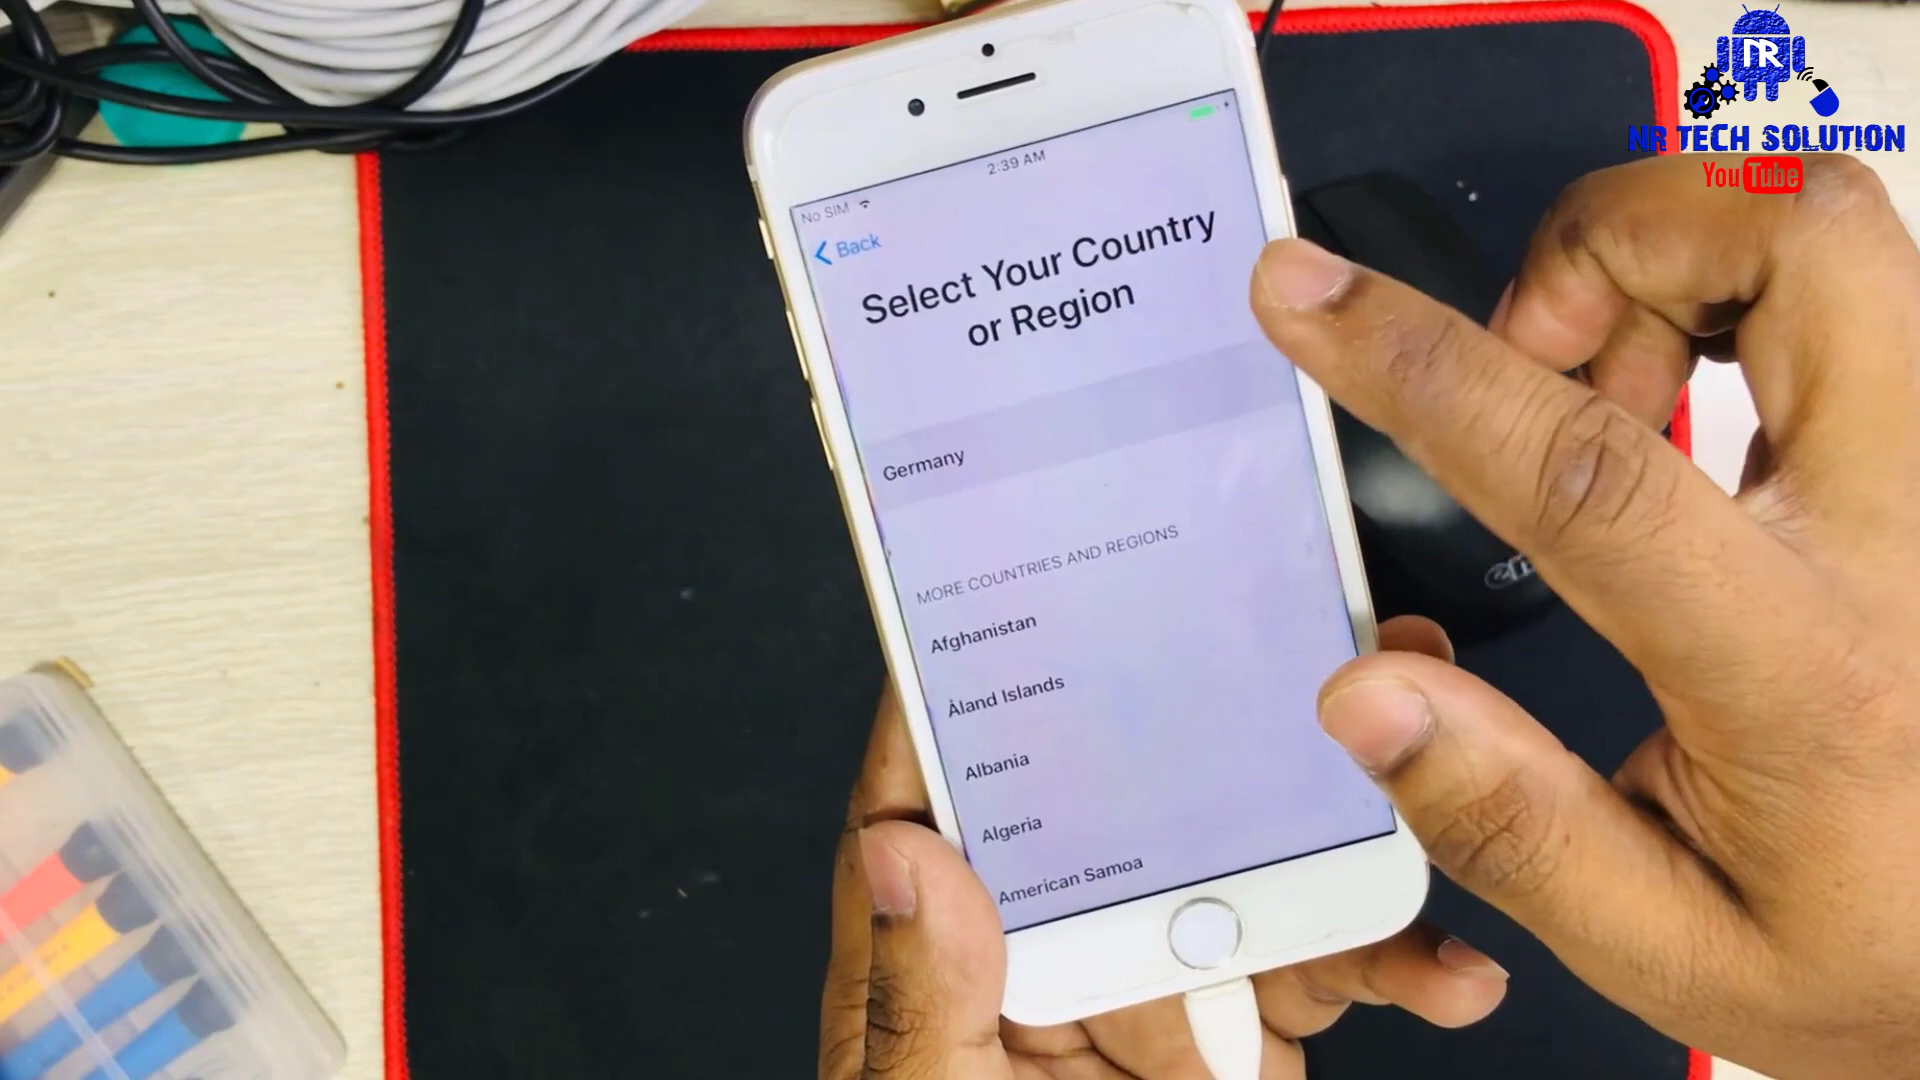 NR
NR TECH SOLUTION
YouTube
2:39 AM
No SIM
Back
Select Your Country
or Region
Germany
MORE COUNTRIES AND REGIONS
Afghanistan
Åland Islands
Albania
Algeria
American Samoa